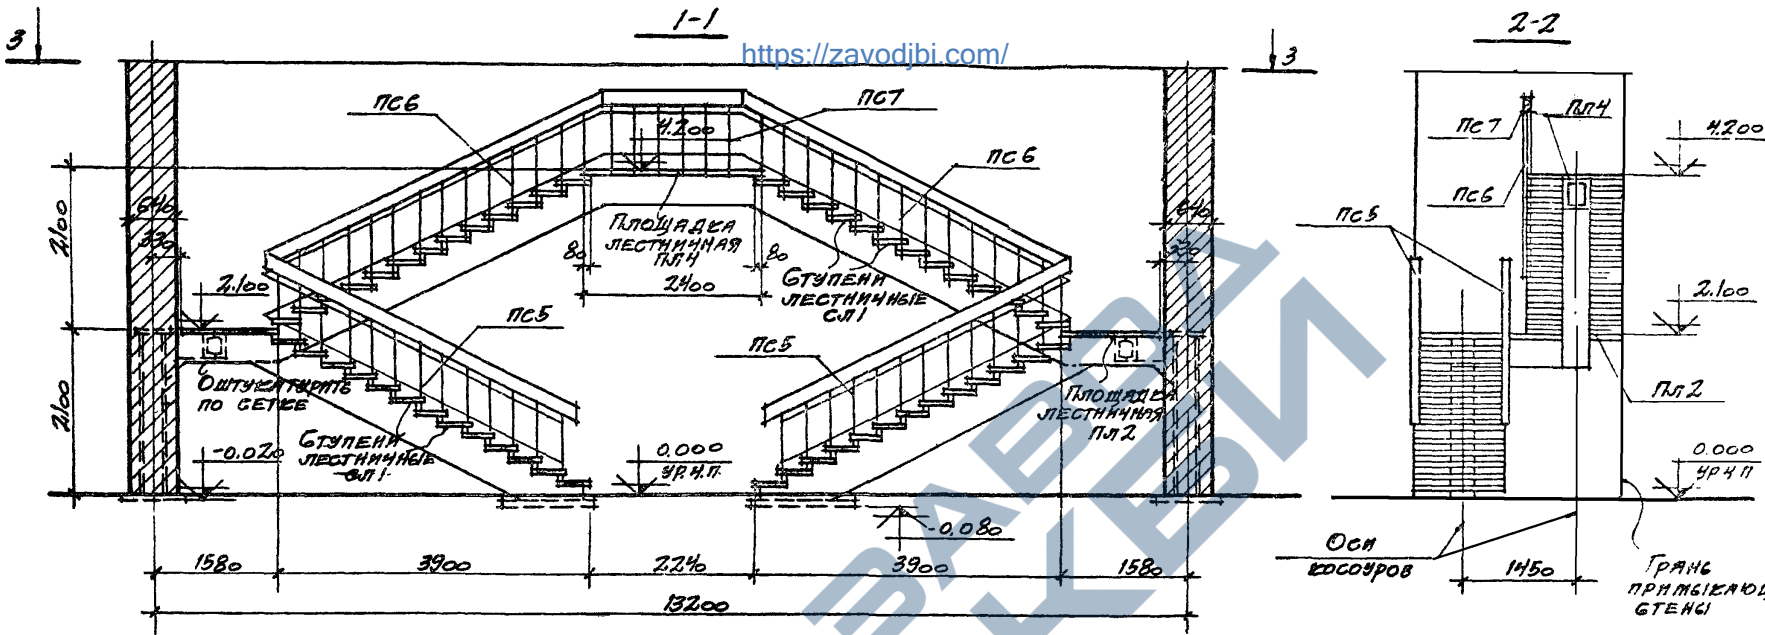 1-1
2-2
https://zavodjbi.com/
3
3
ПС6
ПС7
4.200
ПС6
ПС7
ПЛ4
4.200
ПС6
ПС5
640
330
2100
2.100
ПЛОЩАДКА
ЛЕСТНИЧНАЯ
ПЛ4
80
80
2400
СТУПЕНИ
ЛЕСТНИЧНЫЕ
СЛ1
640
330
2.100
ПС5
ПС5
ОШТУКАТУРИТЬ
ПО СЕТКЕ
ПЛОЩАДКА
ЛЕСТНИЧНАЯ
ПЛ2
ПЛ2
2100
СТУПЕНИ
ЛЕСТНИЧНЫЕ
СЛ1
-0.020
0.000
УР.Ч.П
0.000
УР.Ч.П
-0.080
ЗАВОД
ЖБИ
1580
3900
2240
3900
1580
13200
ОСИ
КОСОУРОВ
1450
ГРАНЬ
ПРИМЫКАЮЩ
СТЕНЫ